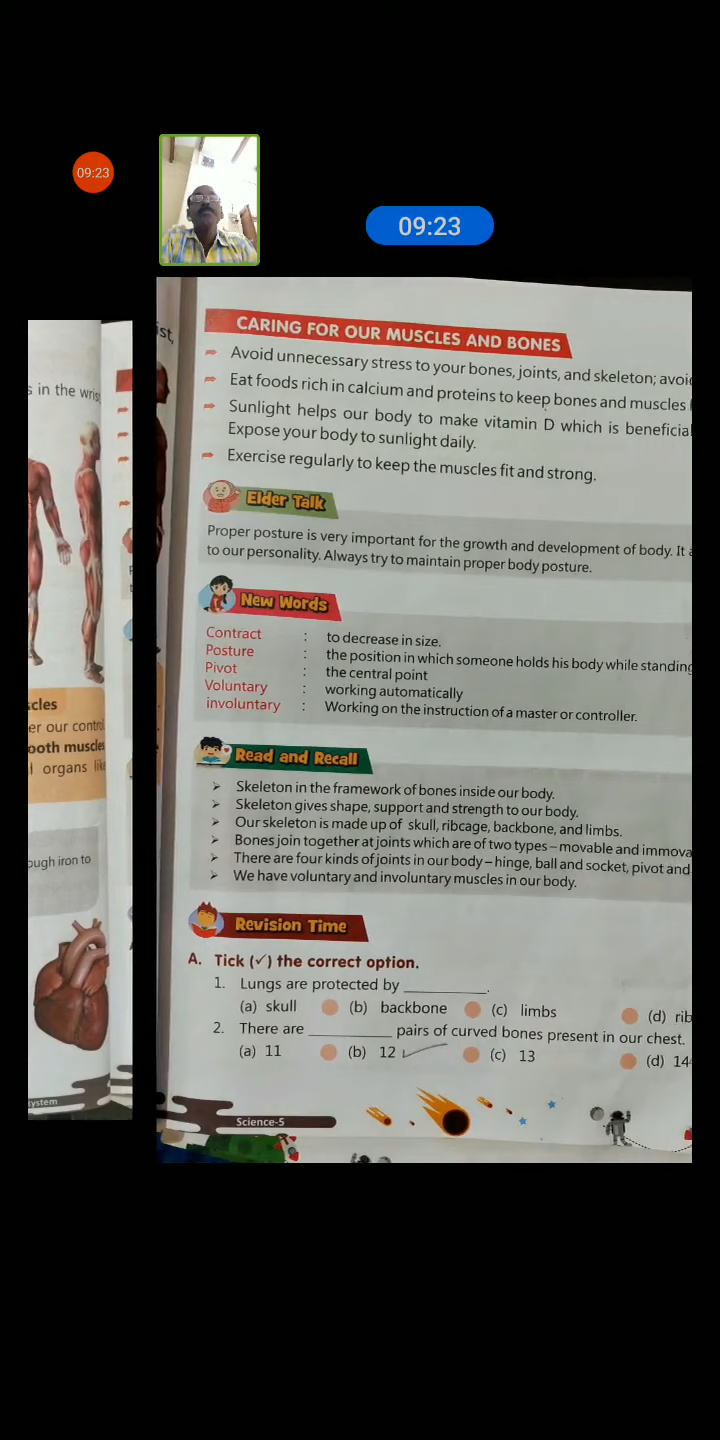 09:23
09:23
s in the wris
cles
er our control
ooth muscle
l organs like
ough iron to
ystem
ist,
CARING FOR OUR MUSCLES AND BONES
Avoid unnecessary stress to your bones, joints, and skeleton; avoid
Eat foods rich in calcium and proteins to keep bones and muscles
Sunlight helps our body to make vitamin D which is beneficial
Expose your body to sunlight daily.
Exercise regularly to keep the muscles fit and strong.
Elder Talk
Proper posture is very important for the growth and development of body. It
to our personality. Always try to maintain proper body posture.
New Words
Contract : to decrease in size.
Posture : the position in which someone holds his body while standing
Pivot : the central point
Voluntary : working automatically
involuntary : Working on the instruction of a master or controller.
Read and Recall
Skeleton in the framework of bones inside our body.
Skeleton gives shape, support and strength to our body.
Our skeleton is made up of skull, ribcage, backbone, and limbs.
Bones join together at joints which are of two types – movable and immova
There are four kinds of joints in our body – hinge, ball and socket, pivot and
We have voluntary and involuntary muscles in our body.
Revision Time
A. Tick (✓) the correct option.
1. Lungs are protected by ____________.
(a) skull (b) backbone (c) limbs (d) rib
2. There are ____________ pairs of curved bones present in our chest.
(a) 11 (b) 12 ✓ (c) 13 (d) 14
Science-5